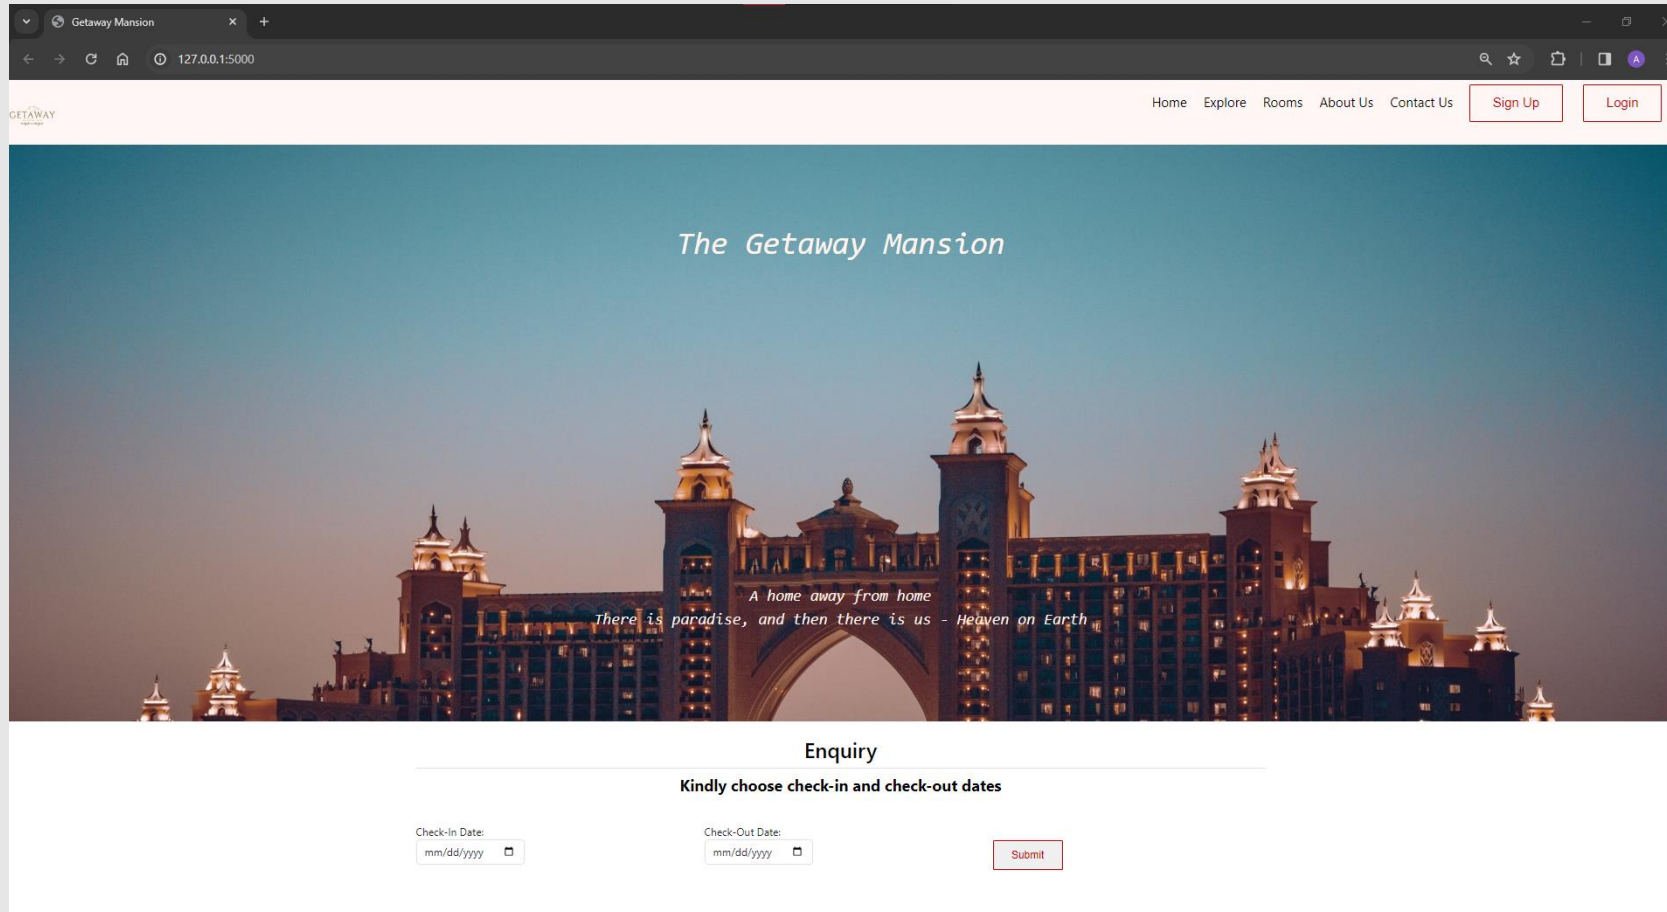 Getaway Mansion
127.0.0.1:5000
A
GETAWAY
Home Explore Rooms About Us Contact Us Sign Up Login
The Getaway Mansion
A home away from home
There is paradise, and then there is us - Heaven on Earth
Enquiry
Kindly choose check-in and check-out dates
Check-In Date: Check-Out Date:
mm/dd/yyyy mm/dd/yyyy Submit